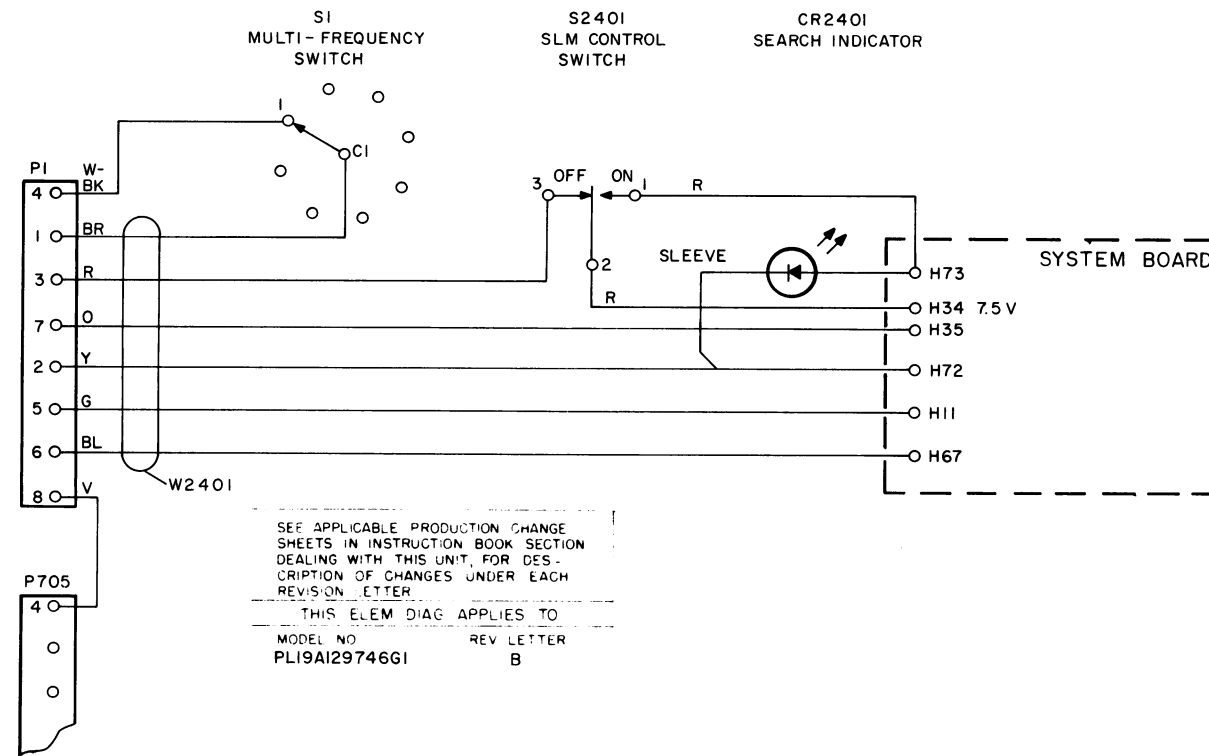 S1
MULTI-FREQUENCY
SWITCH
S2401
SLM CONTROL
SWITCH
CR2401
SEARCH INDICATOR
1
C1
P1
W-
BK
4
1 BR
3 R
7 O
2 Y
5 G
6 BL
8 V
W2401
3 OFF ON 1 R
2
R
SLEEVE
SYSTEM BOARD
H73
H34 7.5 V
H35
H72
H11
H67
P705
4
SEE APPLICABLE PRODUCTION CHANGE
SHEETS IN INSTRUCTION BOOK SECTION
DEALING WITH THIS UNIT, FOR DES-
CRIPTION OF CHANGES UNDER EACH
REVISION LETTER
THIS ELEM DIAG APPLIES TO
MODEL NO REV LETTER
PL19A129746G1 B